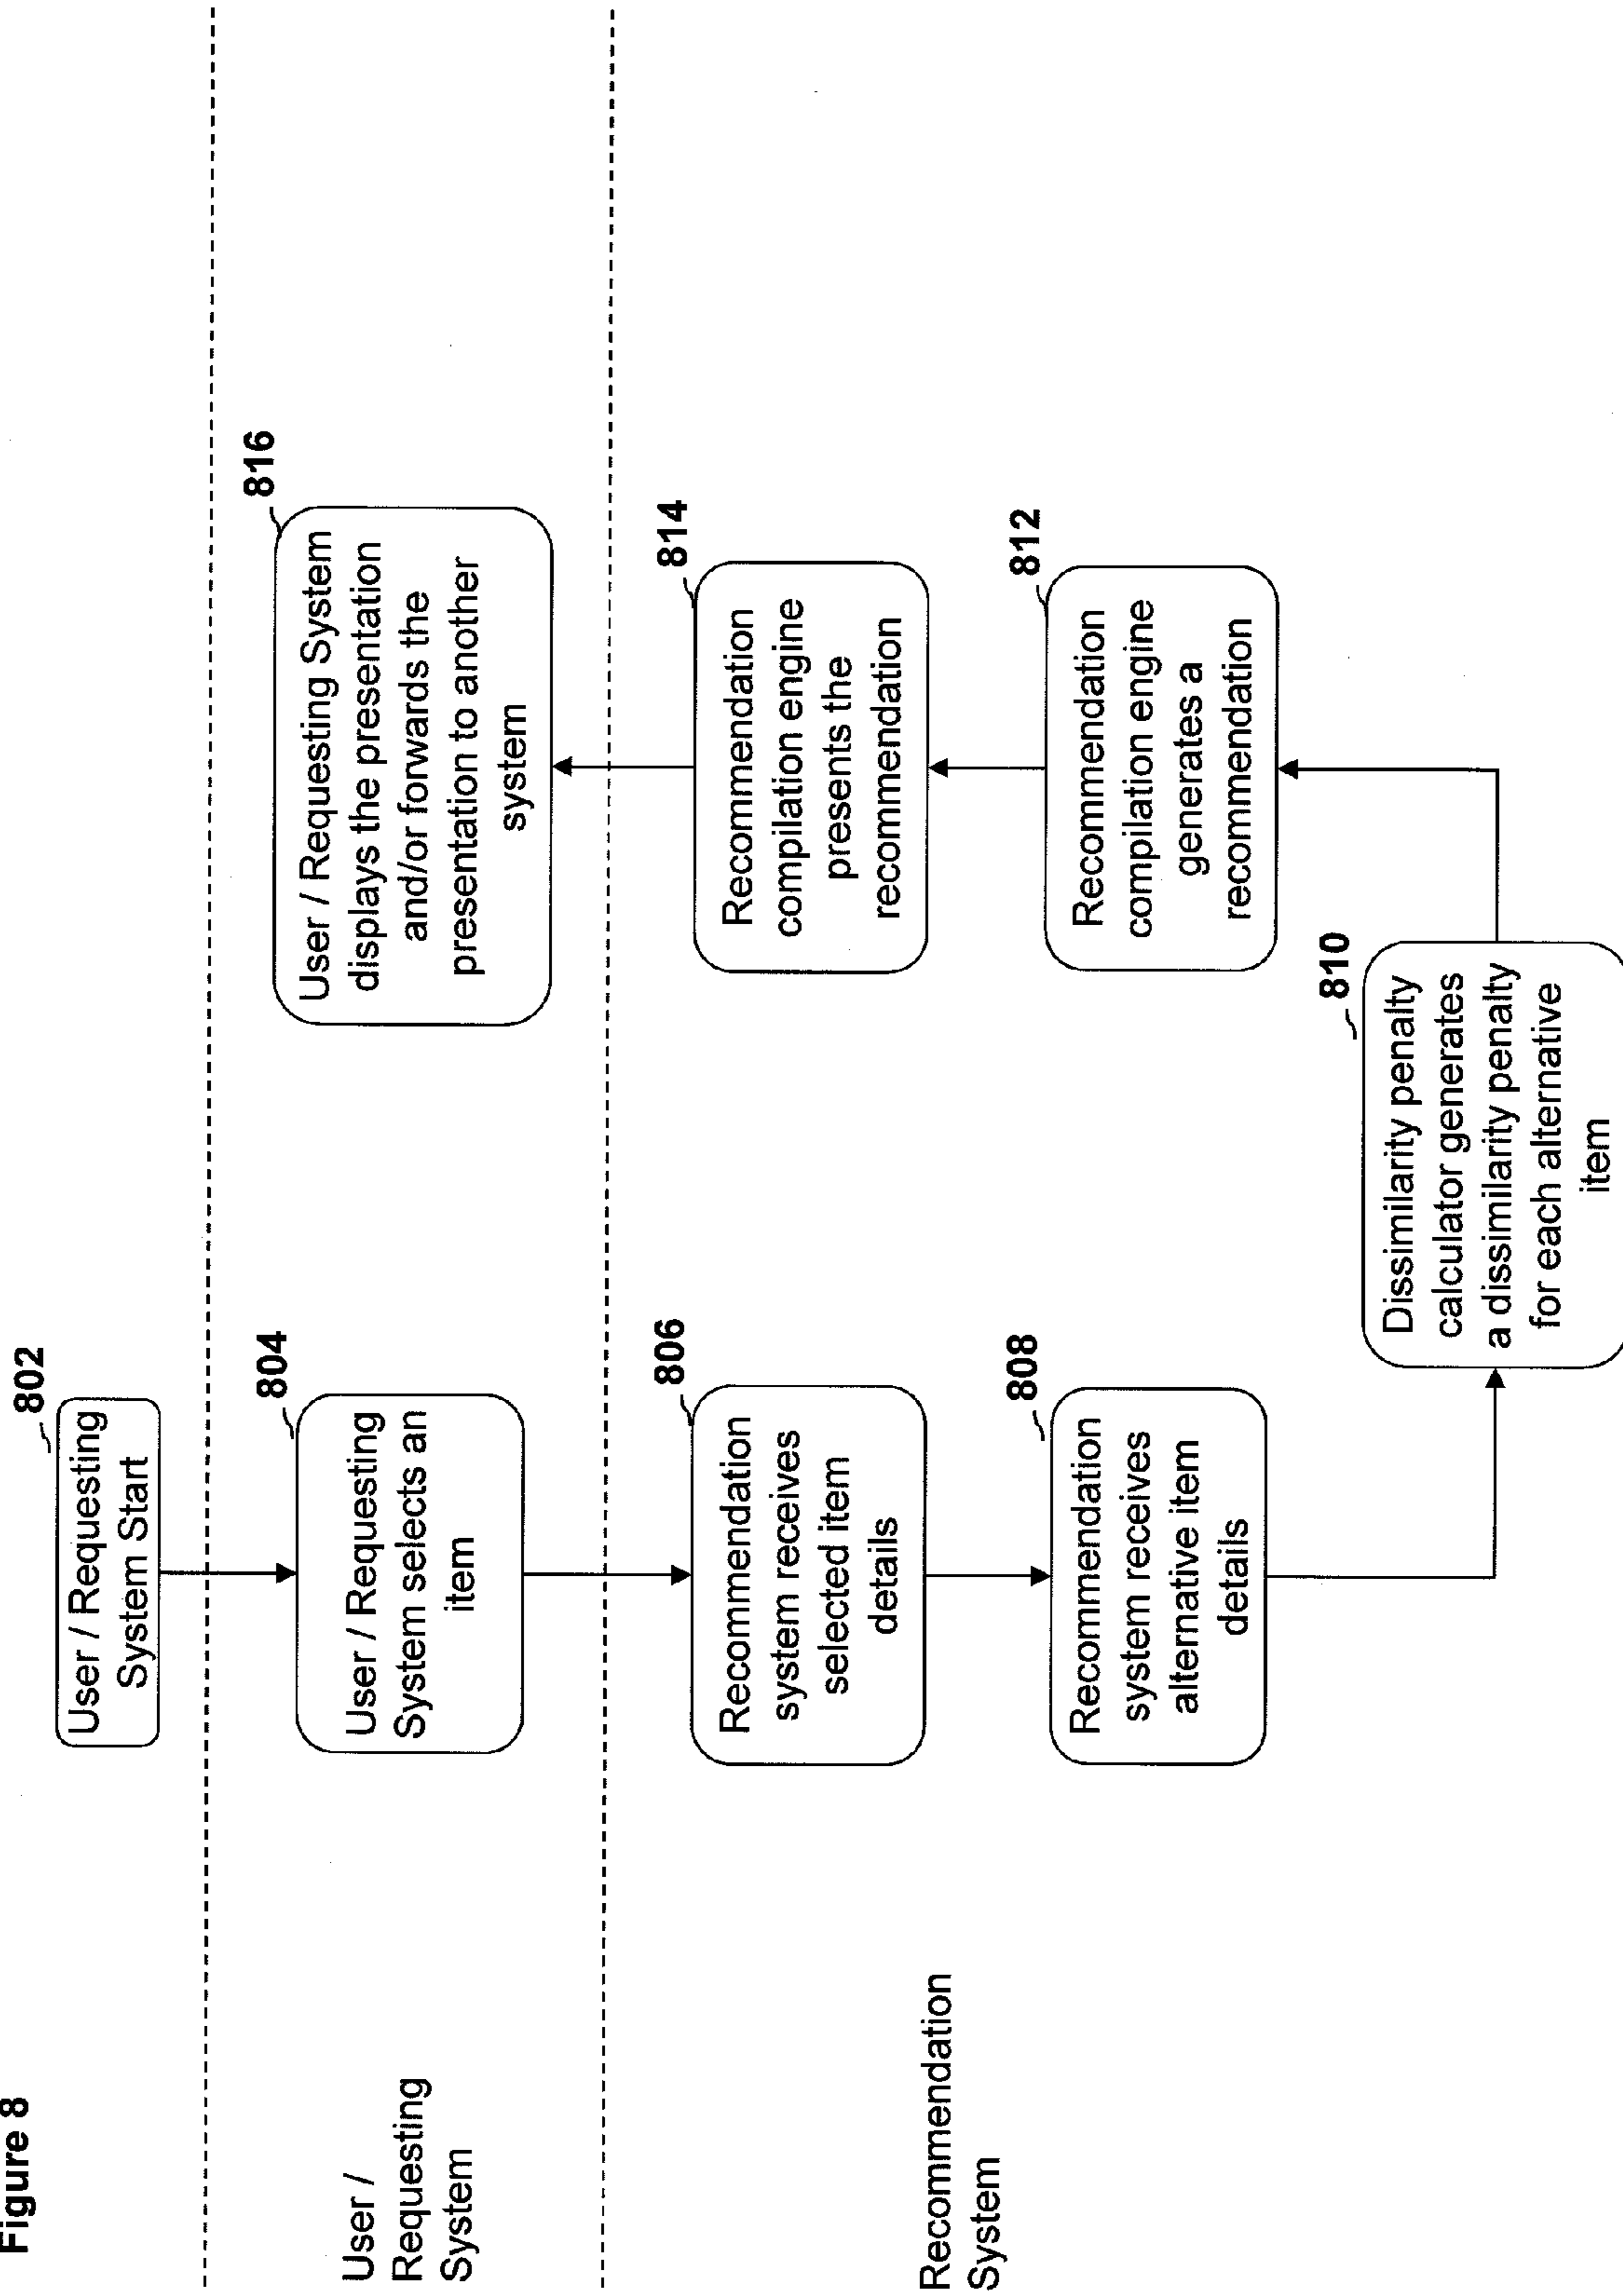 Figure 8
802
User / Requesting
System Start
User /
Requesting
System
804
User / Requesting
System selects an
item
816
User / Requesting System
displays the presentation
and/or forwards the
presentation to another
system
Recommendation
System
806
Recommendation
system receives
selected item
details
808
Recommendation
system receives
alternative item
details
810
Dissimilarity penalty
calculator generates
a dissimilarity penalty
for each alternative
item
812
Recommendation
compilation engine
generates a
recommendation
814
Recommendation
compilation engine
presents the
recommendation